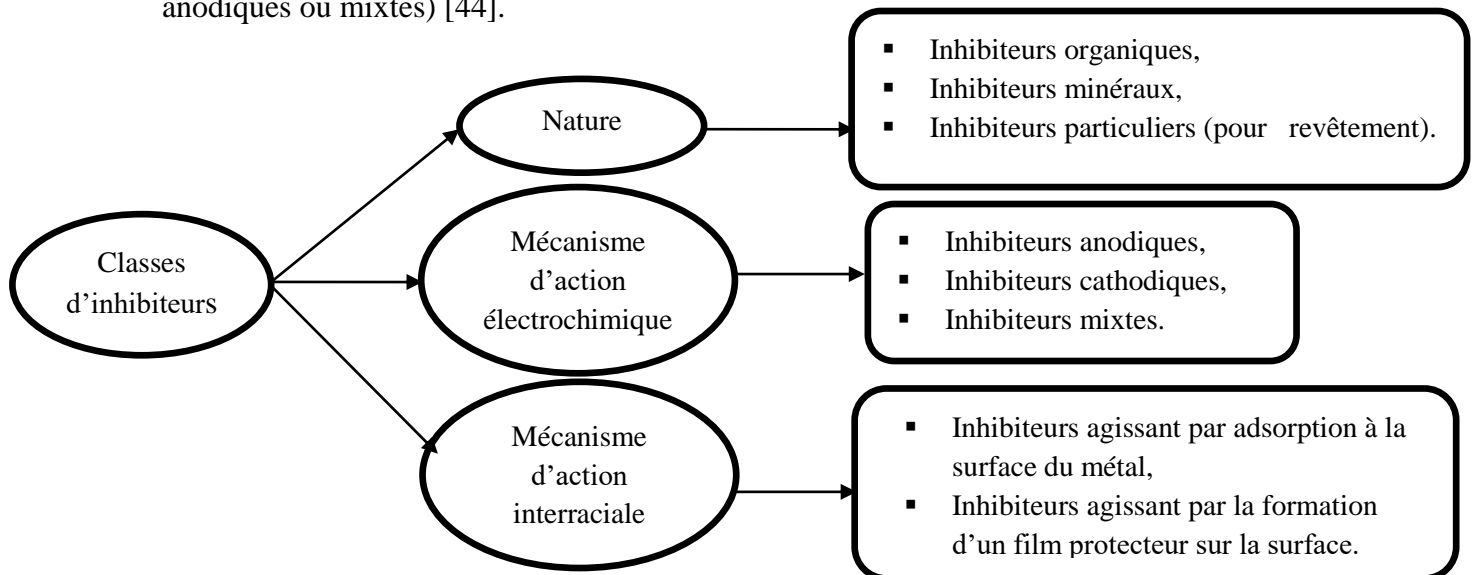 anodiques ou mixtes) [44].
Classes
d’inhibiteurs
Nature
▪ Inhibiteurs organiques,
▪ Inhibiteurs minéraux,
▪ Inhibiteurs particuliers (pour revêtement).
Mécanisme
d’action
électrochimique
▪ Inhibiteurs anodiques,
▪ Inhibiteurs cathodiques,
▪ Inhibiteurs mixtes.
Mécanisme
d’action
interraciale
▪ Inhibiteurs agissant par adsorption à la
surface du métal,
▪ Inhibiteurs agissant par la formation
d’un film protecteur sur la surface.